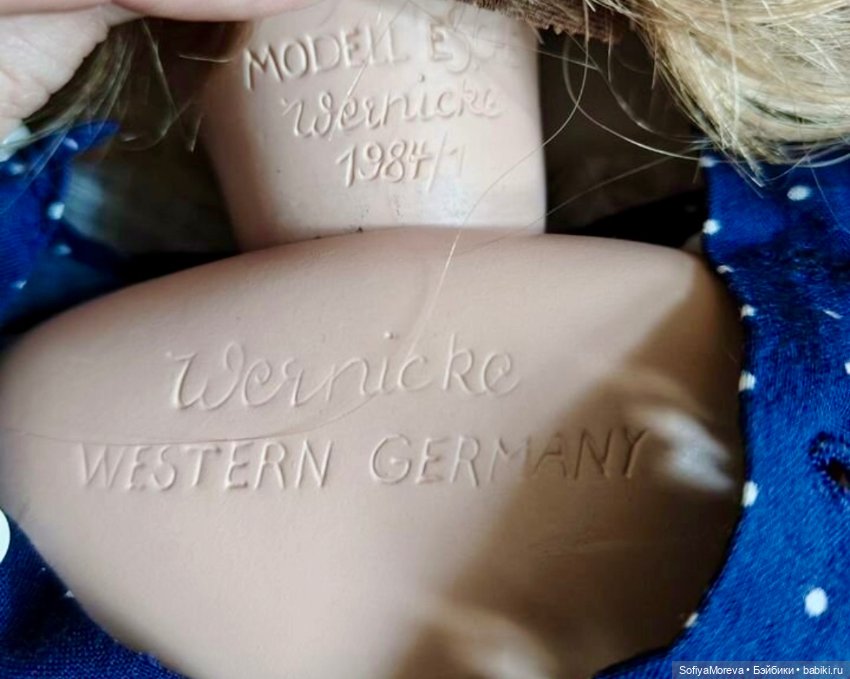 MODELL
Wernicke
1984/1
Wernicke
WESTERN GERMANY
SofiyaMoreva • Бэйбики • babiki.ru